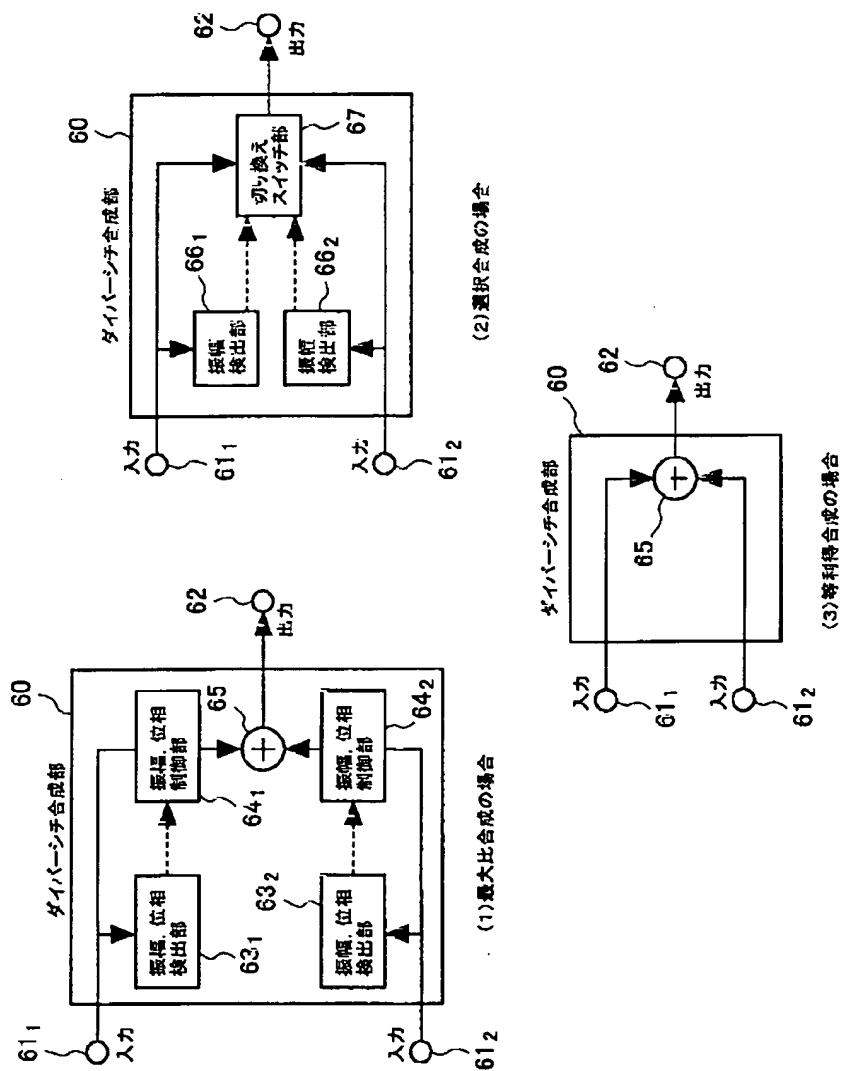 ダイバーシチ合成部
60
61₁
入力
振幅, 位相
検出部
63₁
振幅, 位相
制御部
64₁
65
+
62
出力
63₂
振幅, 位相
検出部
振幅, 位相
制御部
64₂
入力
61₂
(1)最大比合成の場合
ダイバーシチ合成部
60
入力
61₁
振幅
検出部
66₁
切り換え
スイッチ部
67
62
出力
振幅
検出部
66₂
入力
61₂
(2)選択合成の場合
ダイバーシチ合成部
60
入力
61₁
65
+
62
出力
入力
61₂
(3)等利得合成の場合